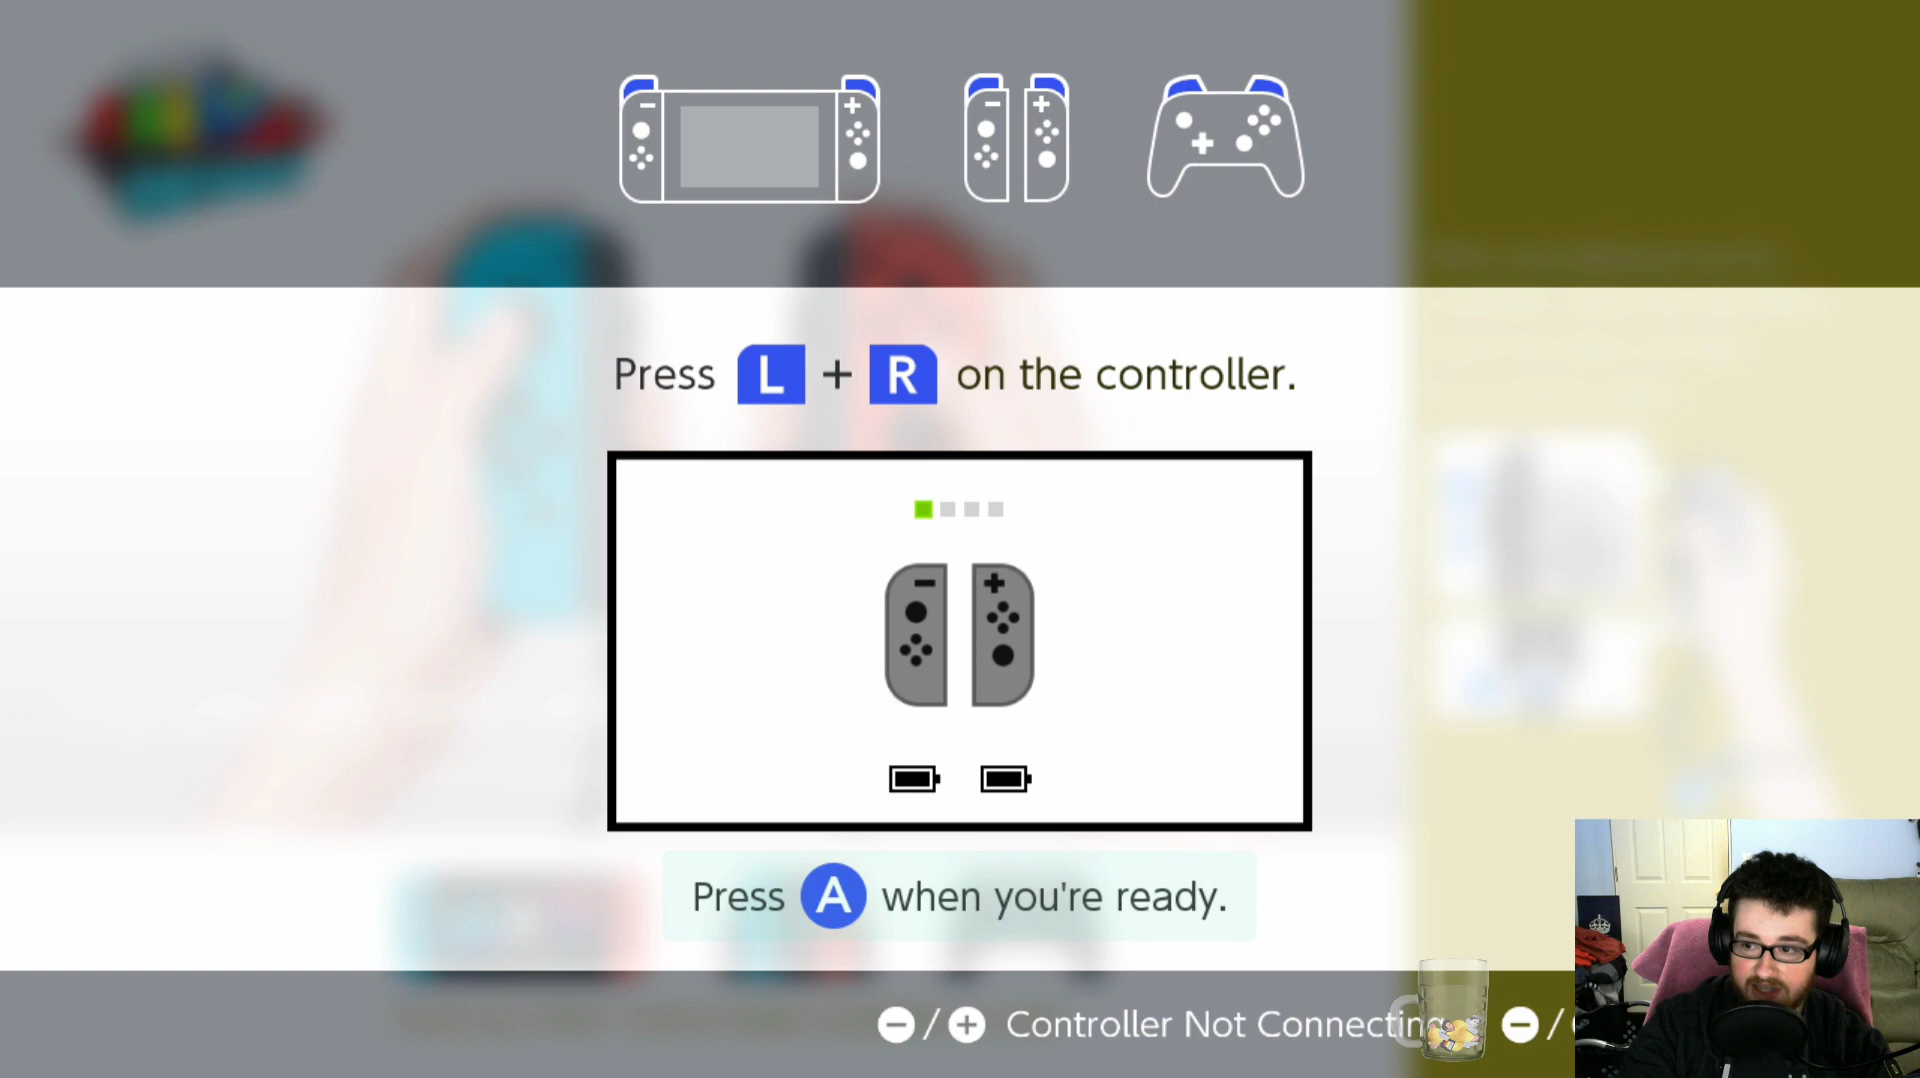 Press L + R on the controller.
Press A when you're ready.
−/+ Controller Not Connecting −/